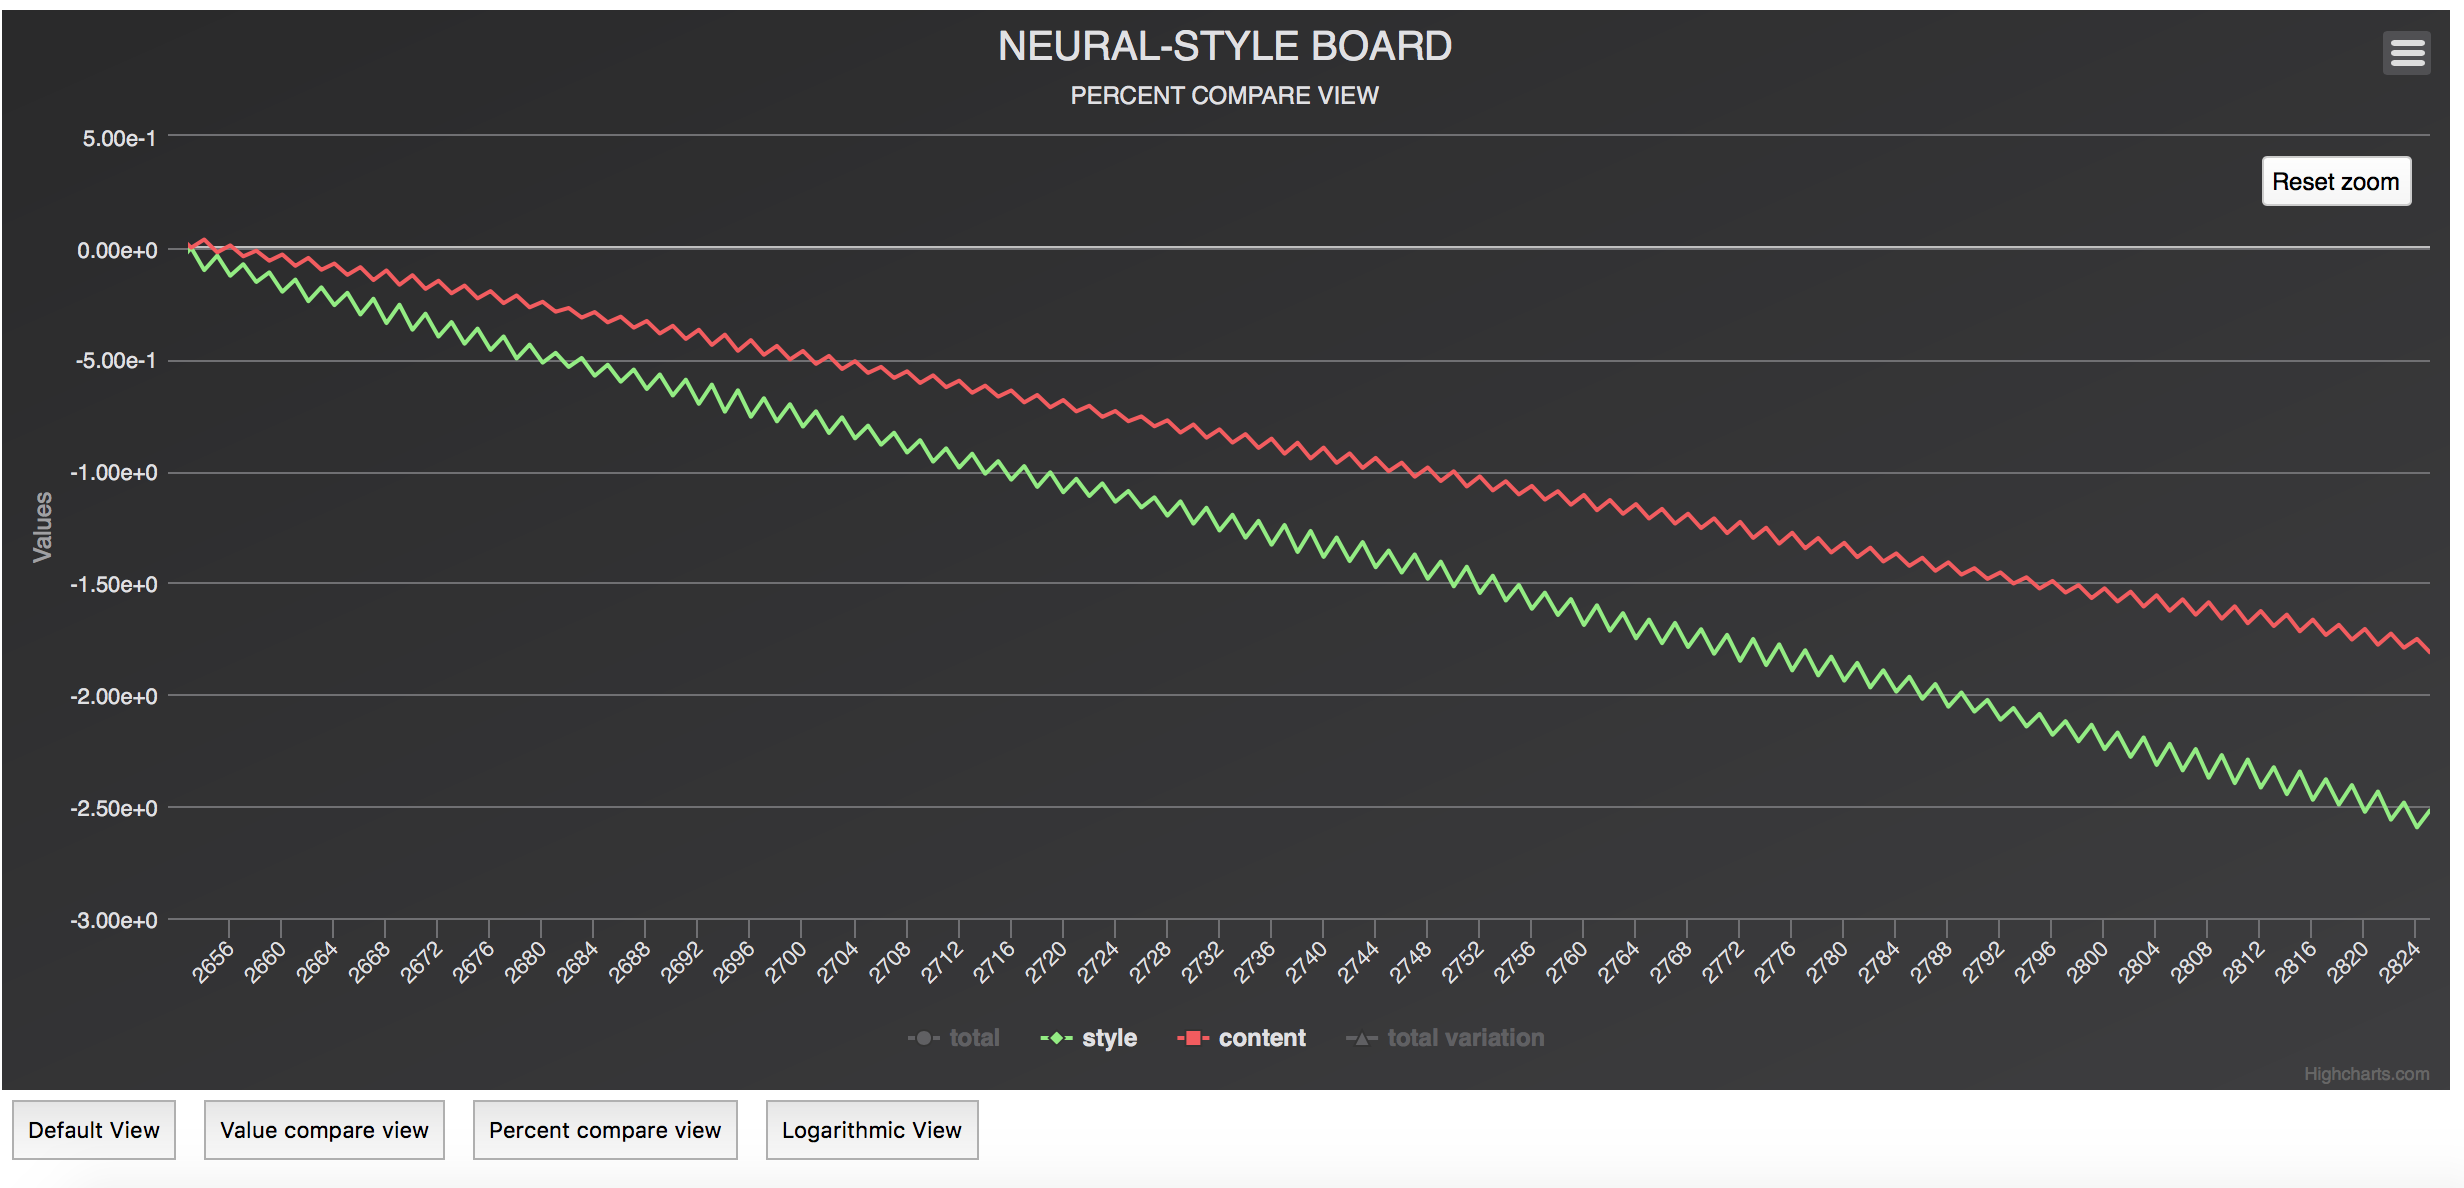 NEURAL-STYLE BOARD
PERCENT COMPARE VIEW
5.00e-1
Reset zoom
0.00e+0
-5.00e-1
-1.00e+0
Values
-1.50e+0
-2.00e+0
-2.50e+0
-3.00e+0
2656 2660 2664 2668 2672 2676 2680 2684 2688 2692 2696 2700 2704 2708 2712 2716 2720 2724 2728 2732 2736 2740 2744 2748 2752 2756 2760 2764 2768 2772 2776 2780 2784 2788 2792 2796 2800 2804 2808 2812 2816 2820 2824
total style content total variation
Highcharts.com
Default View Value compare view Percent compare view Logarithmic View